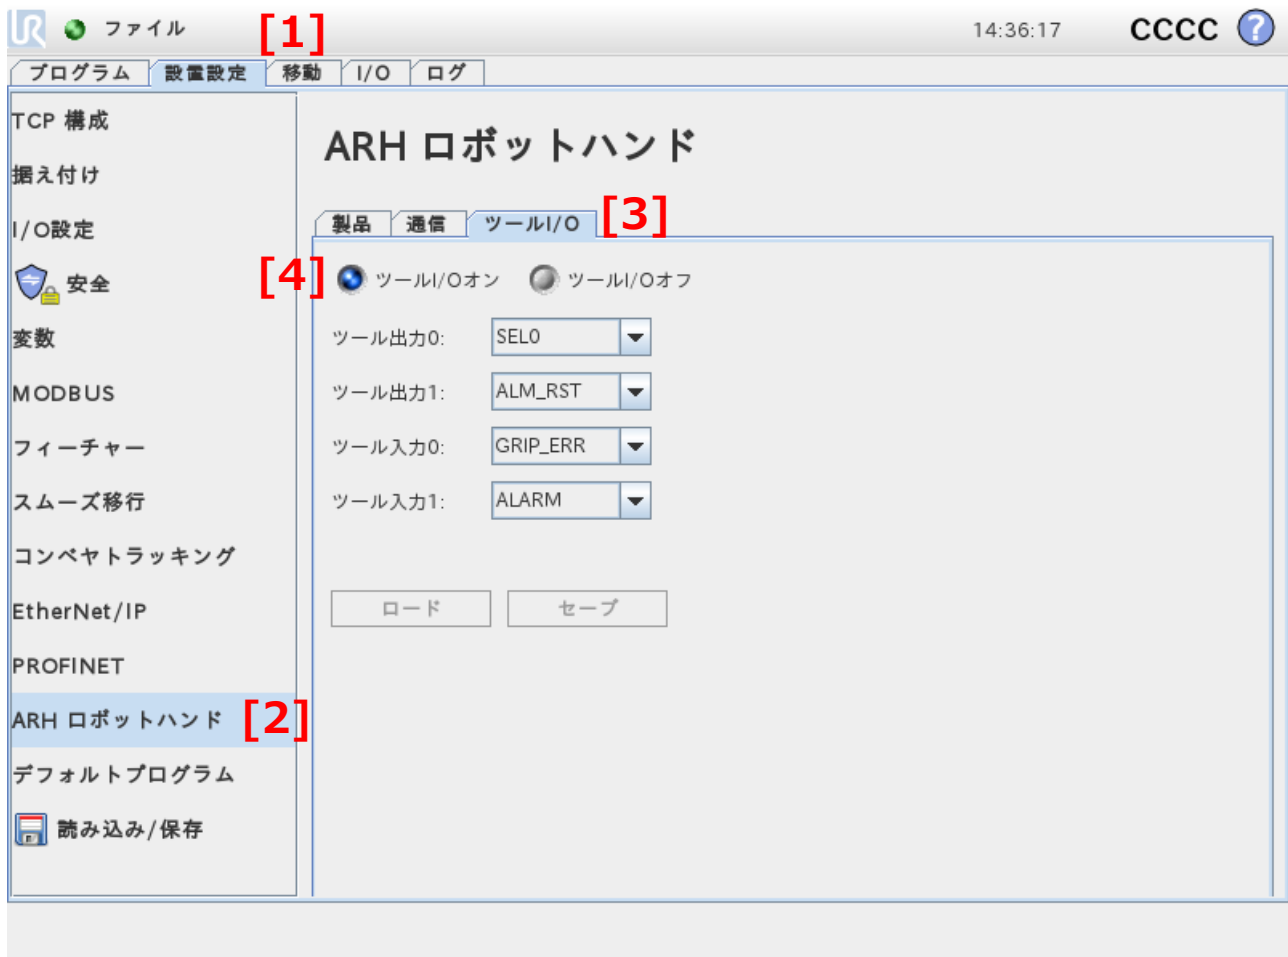 UR ファイル [1] 14:36:17 CCCC ?
プログラム 設置設定 移動 I/O ログ
TCP 構成
据え付け
I/O設定
安全
変数
MODBUS
フィーチャー
スムーズ移行
コンベヤトラッキング
EtherNet/IP
PROFINET
ARH ロボットハンド [2]
デフォルトプログラム
読み込み/保存
ARH ロボットハンド
製品 通信 ツールI/O [3]
[4] ツールI/Oオン ツールI/Oオフ
ツール出力0: SEL0
ツール出力1: ALM_RST
ツール入力0: GRIP_ERR
ツール入力1: ALARM
ロード セーブ